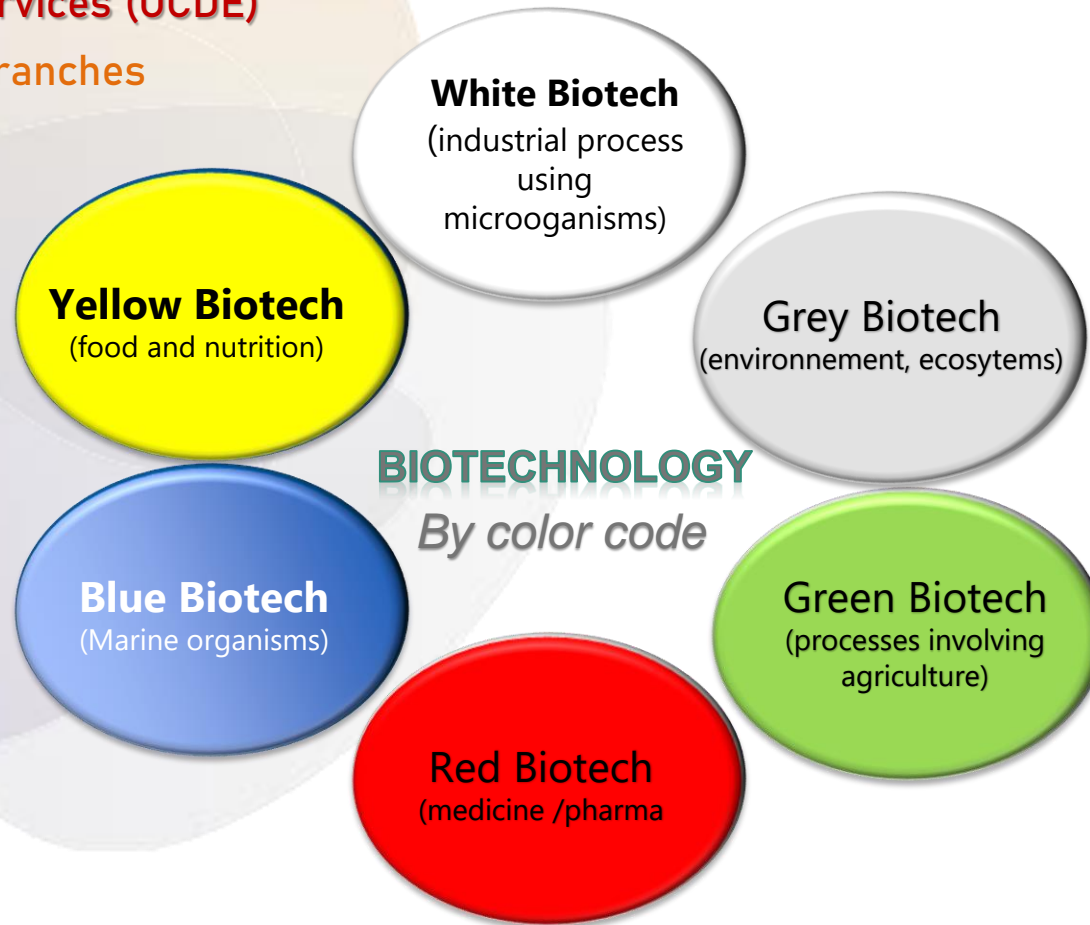 rvices (UCDE)
ranches
White Biotech
(industrial process
using
microoganisms)
Yellow Biotech
(food and nutrition)
Grey Biotech
(environnement, ecosytems)
BIOTECHNOLOGY
By color code
Blue Biotech
(Marine organisms)
Green Biotech
(processes involving
agriculture)
Red Biotech
(medicine /pharma